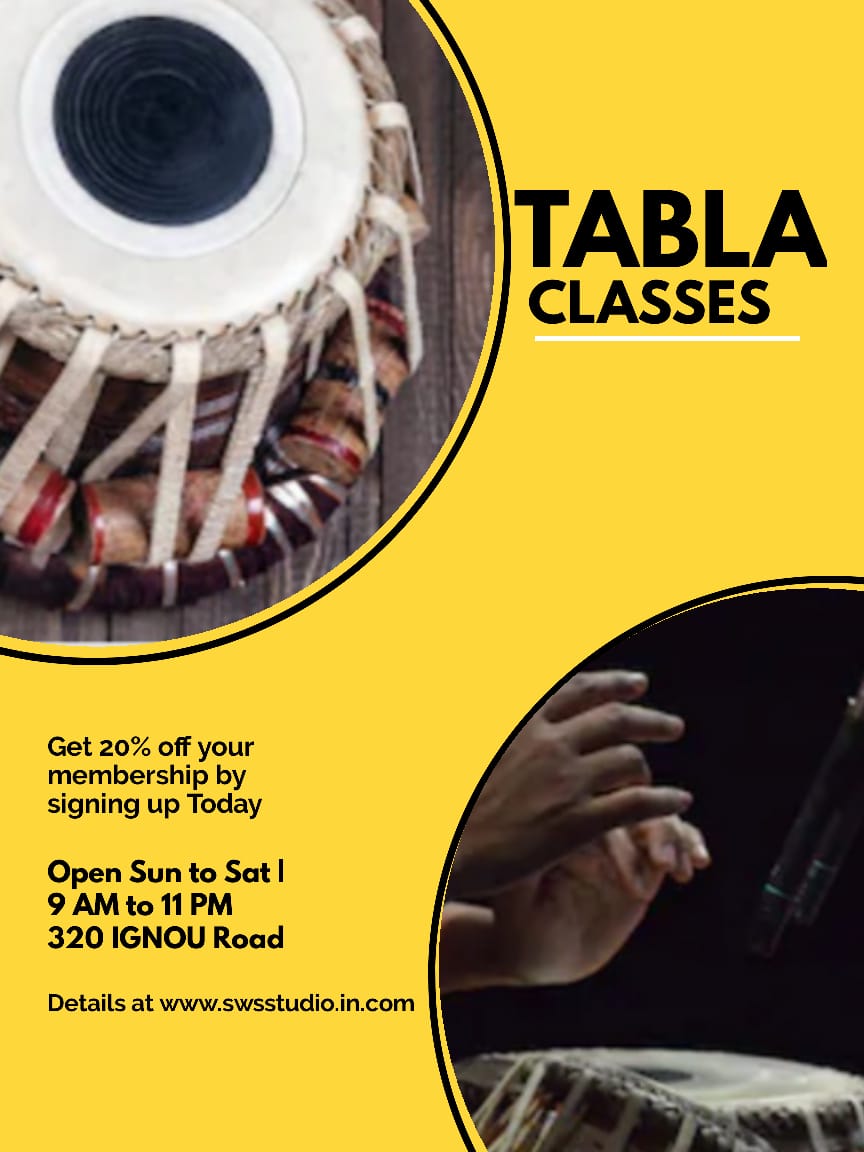 TABLA
CLASSES
Get 20% off your
membership by
signing up Today
Open Sun to Sat |
9 AM to 11 PM
320 IGNOU Road
Details at www.swsstudio.in.com